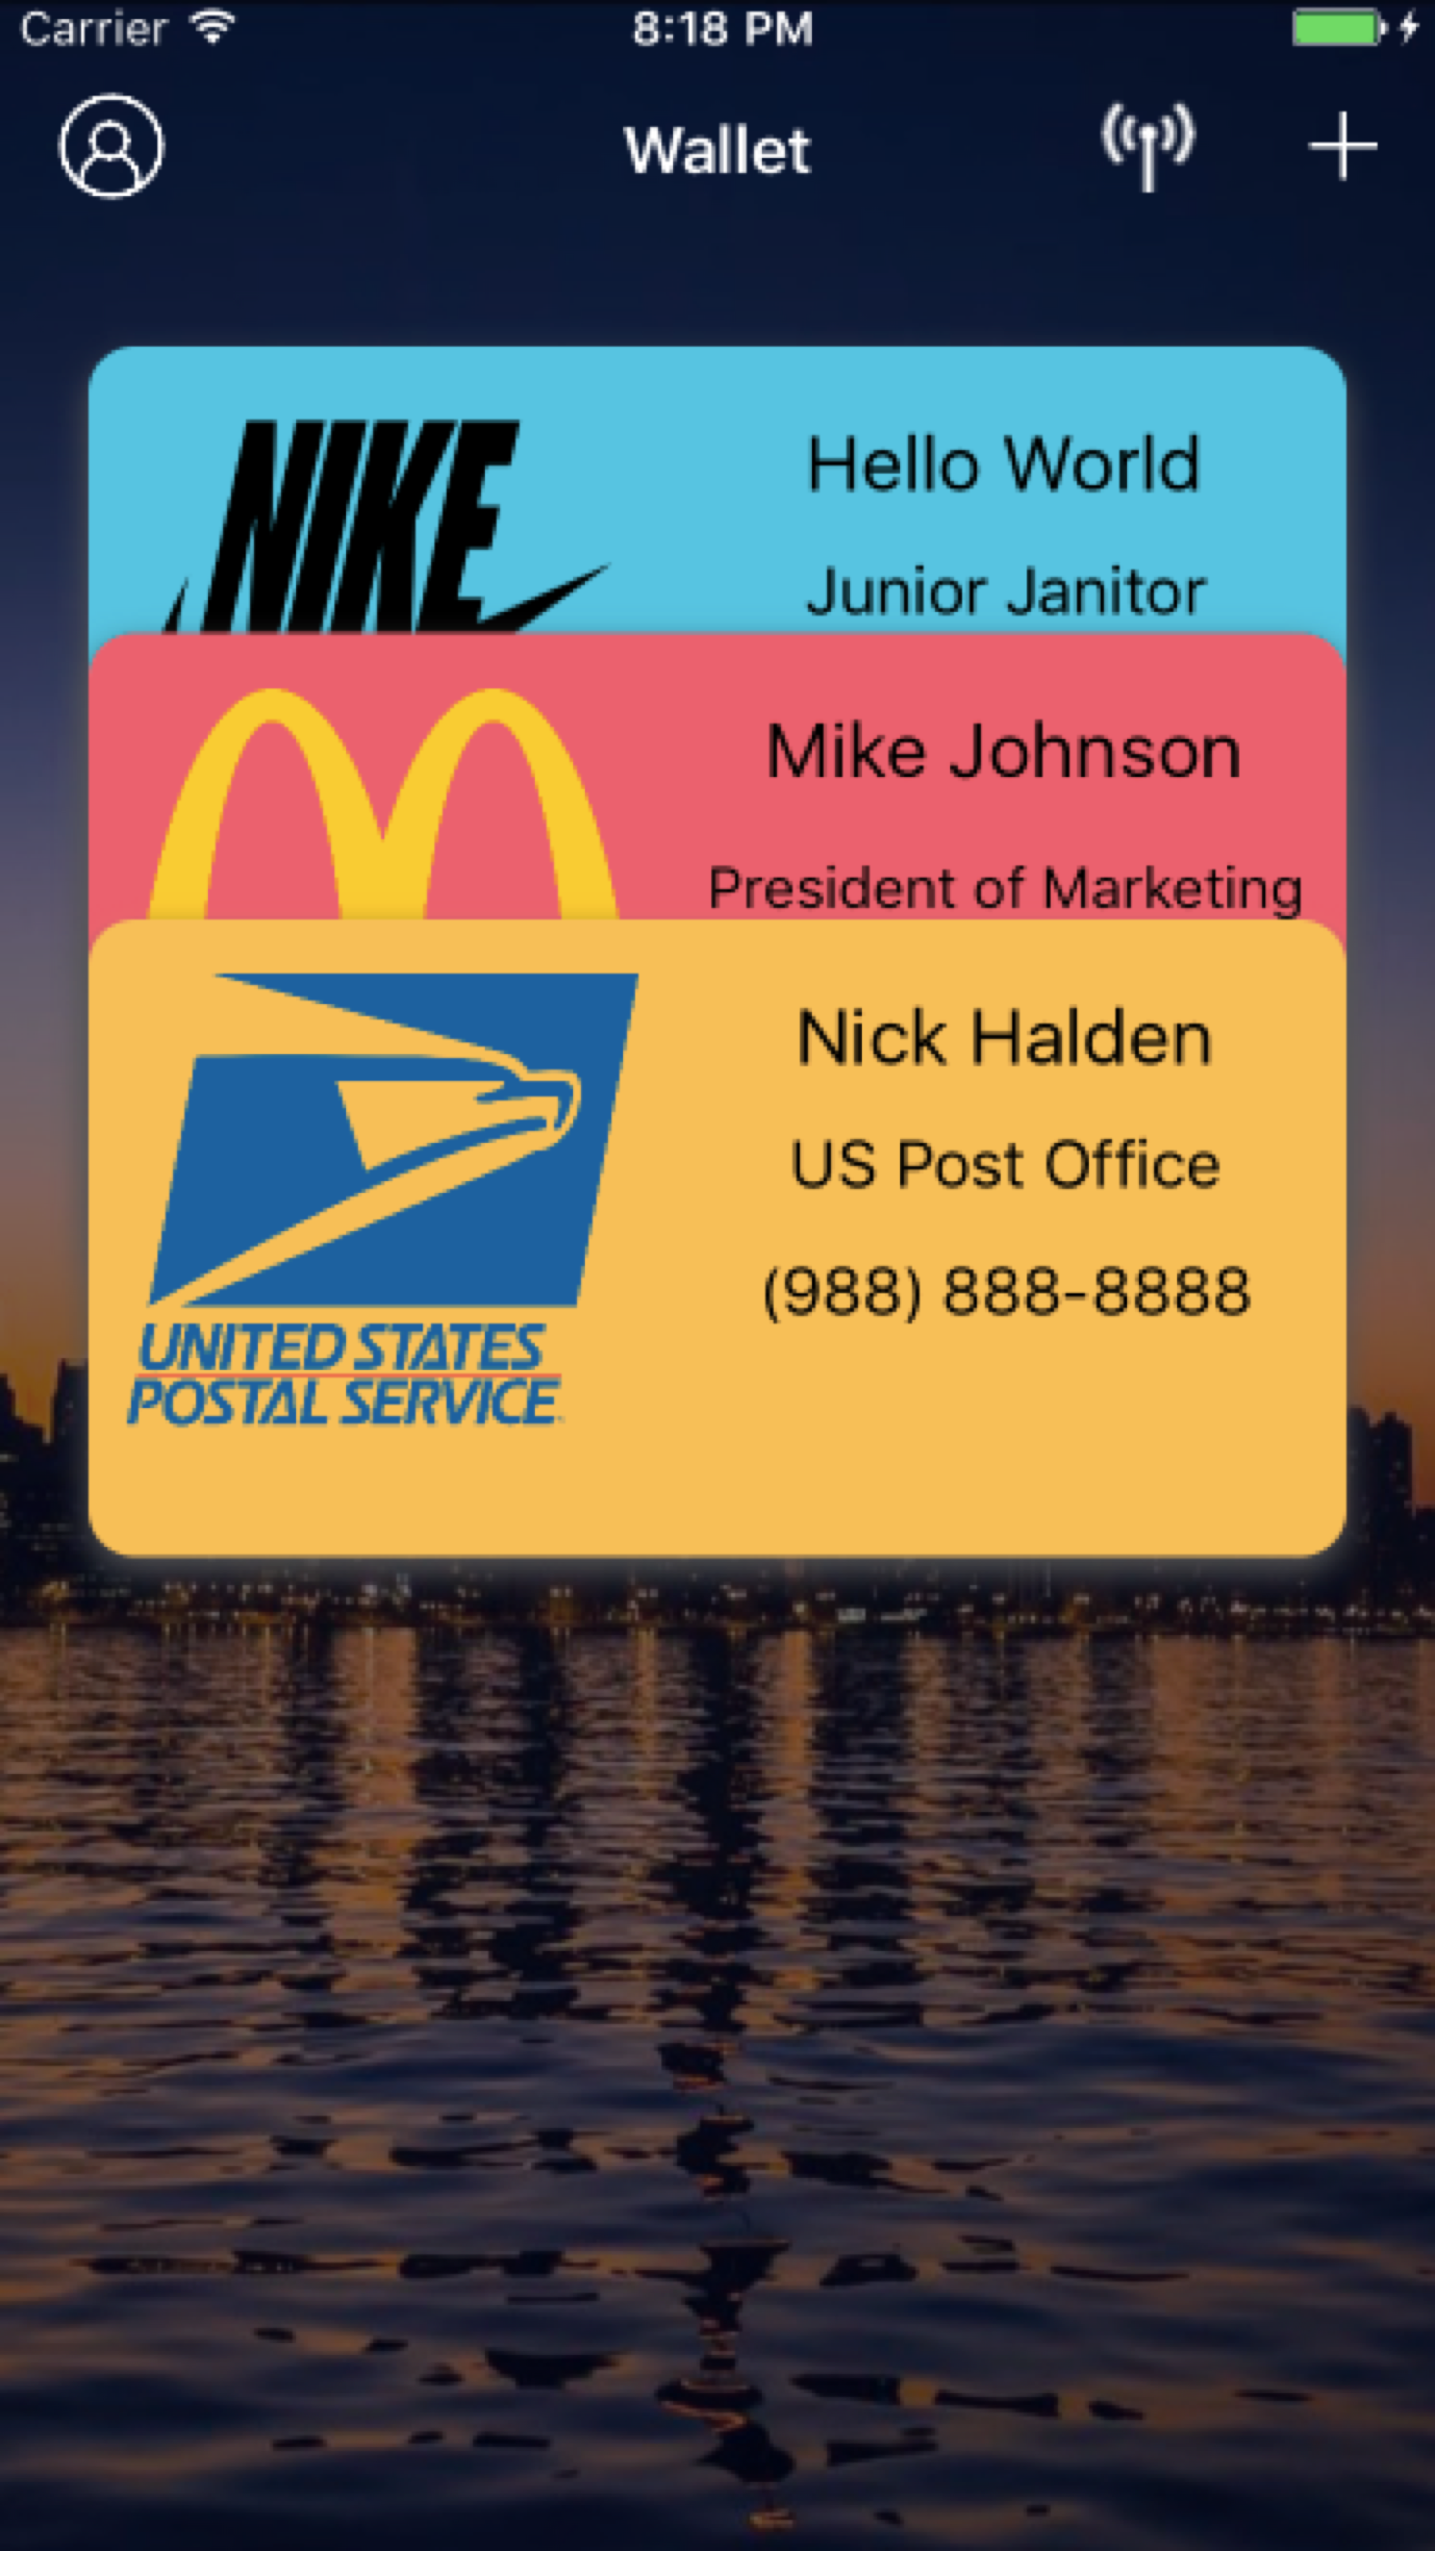 Carrier
8:18 PM
Wallet
NIKE
Hello World
Junior Janitor
Mike Johnson
President of Marketing
Nick Halden
US Post Office
(988) 888-8888
UNITED STATES
POSTAL SERVICE